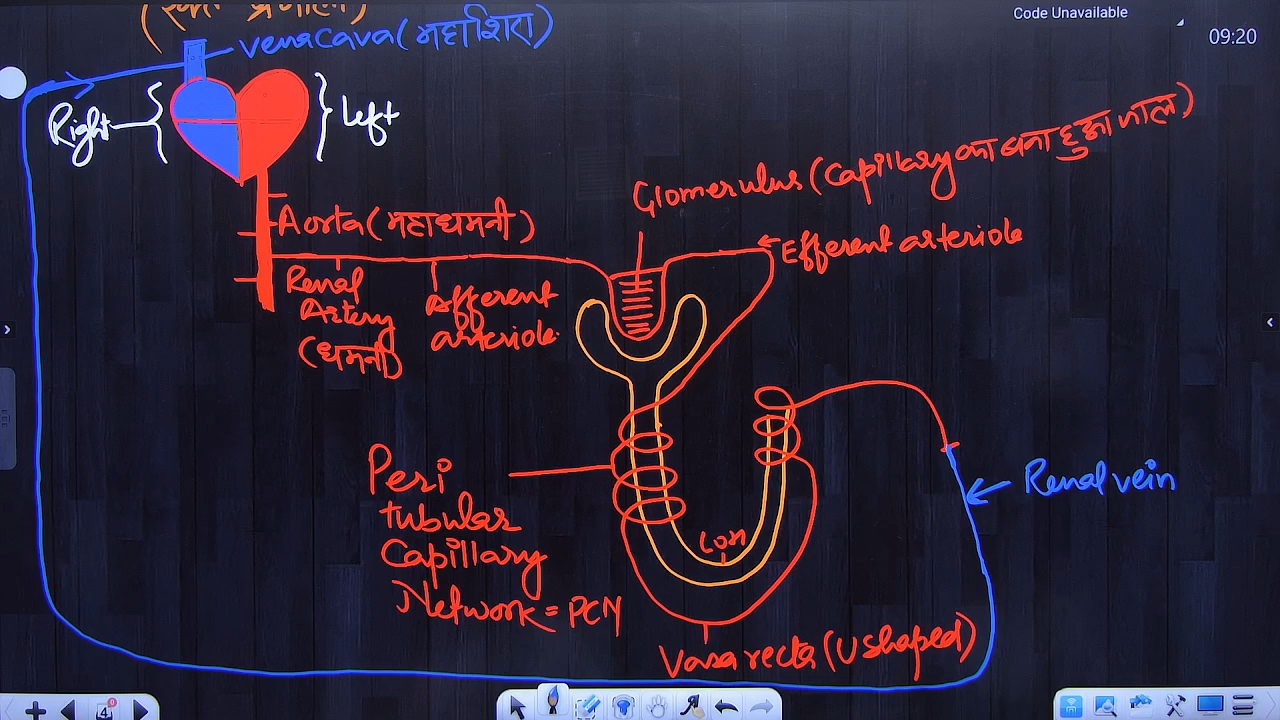 Code Unavailable
09:20
venacava (महाशिरा)
Right
Left
Glomerulus (Capillary का बना हुआ जाल)
Aorta (महाधमनी)
Efferent arteriole
Renal
Artery
(धमनी)
Afferent
arteriole
Renal vein
Peri
tubular
Capillary
Network = PCN
LOH
Vasa recta (U shaped)
4